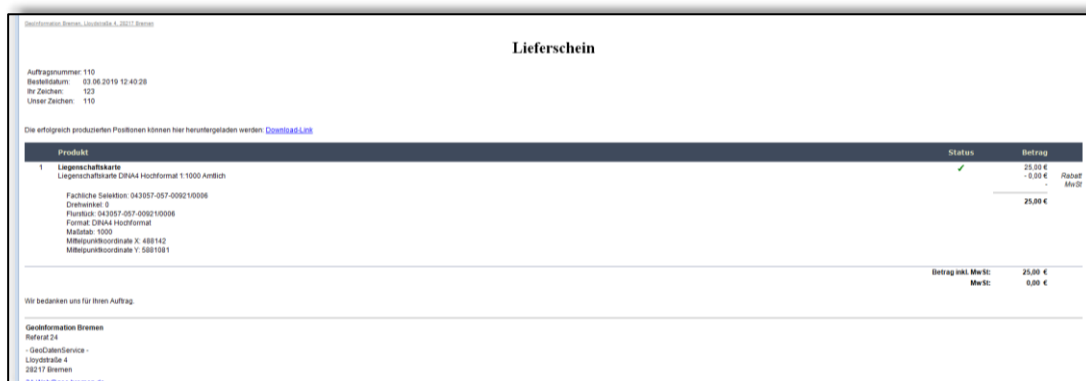 GeoInformation Bremen, Lloydstraße 4, 28217 Bremen
Lieferschein
Auftragsnummer: 110
Bestelldatum: 03.06.2019 12:40:28
Ihr Zeichen: 123
Unser Zeichen: 110
Die erfolgreich produzierten Positionen können hier heruntergeladen werden: Download-Link
Produkt Status Betrag
1 Liegenschaftskarte ✓ 25,00 €
Liegenschaftskarte DINA4 Hochformat 1:1000 Amtlich - 0,00 € Rabatt
- MwSt
Fachliche Selektion: 043057-057-00921/0006
Drehwinkel: 0 25,00 €
Flurstück: 043057-057-00921/0006
Format: DINA4 Hochformat
Maßstab: 1000
Mittelpunktkoordinate X: 488142
Mittelpunktkoordinate Y: 5881081
Betrag inkl. MwSt: 25,00 €
MwSt: 0,00 €
Wir bedanken uns für Ihren Auftrag.
GeoInformation Bremen
Referat 24
- GeoDatenService -
Lloydstraße 4
28217 Bremen